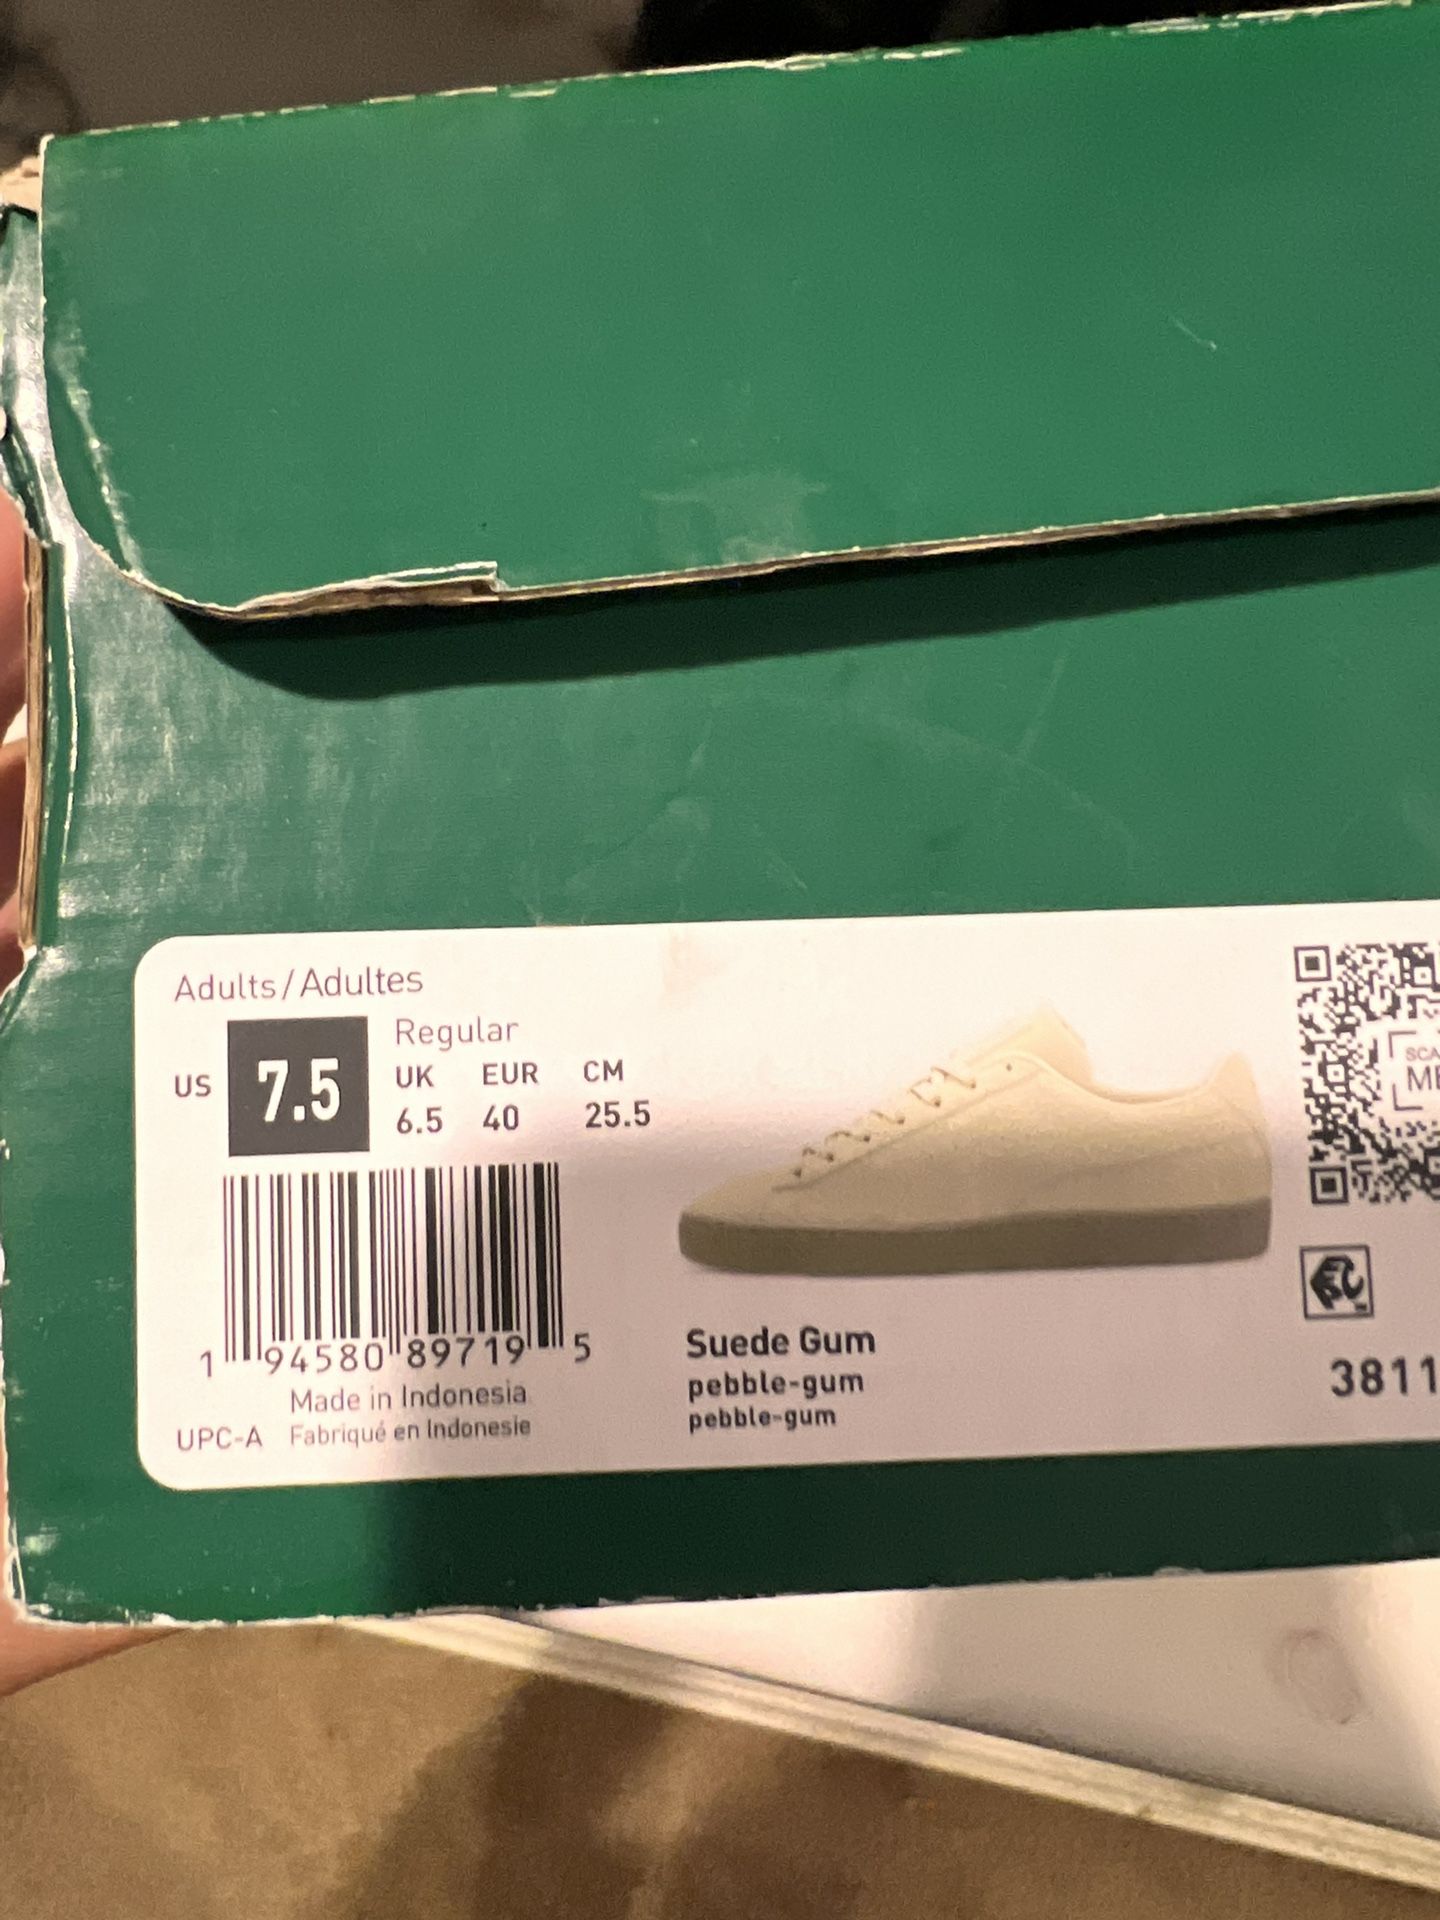 Adults/Adultes
US 7.5 Regular
UK EUR CM
6.5 40 25.5
1 94580 89719 5
Made in Indonesia
UPC-A Fabriqué en Indonesie
Suede Gum
pebble-gum
pebble-gum
3811